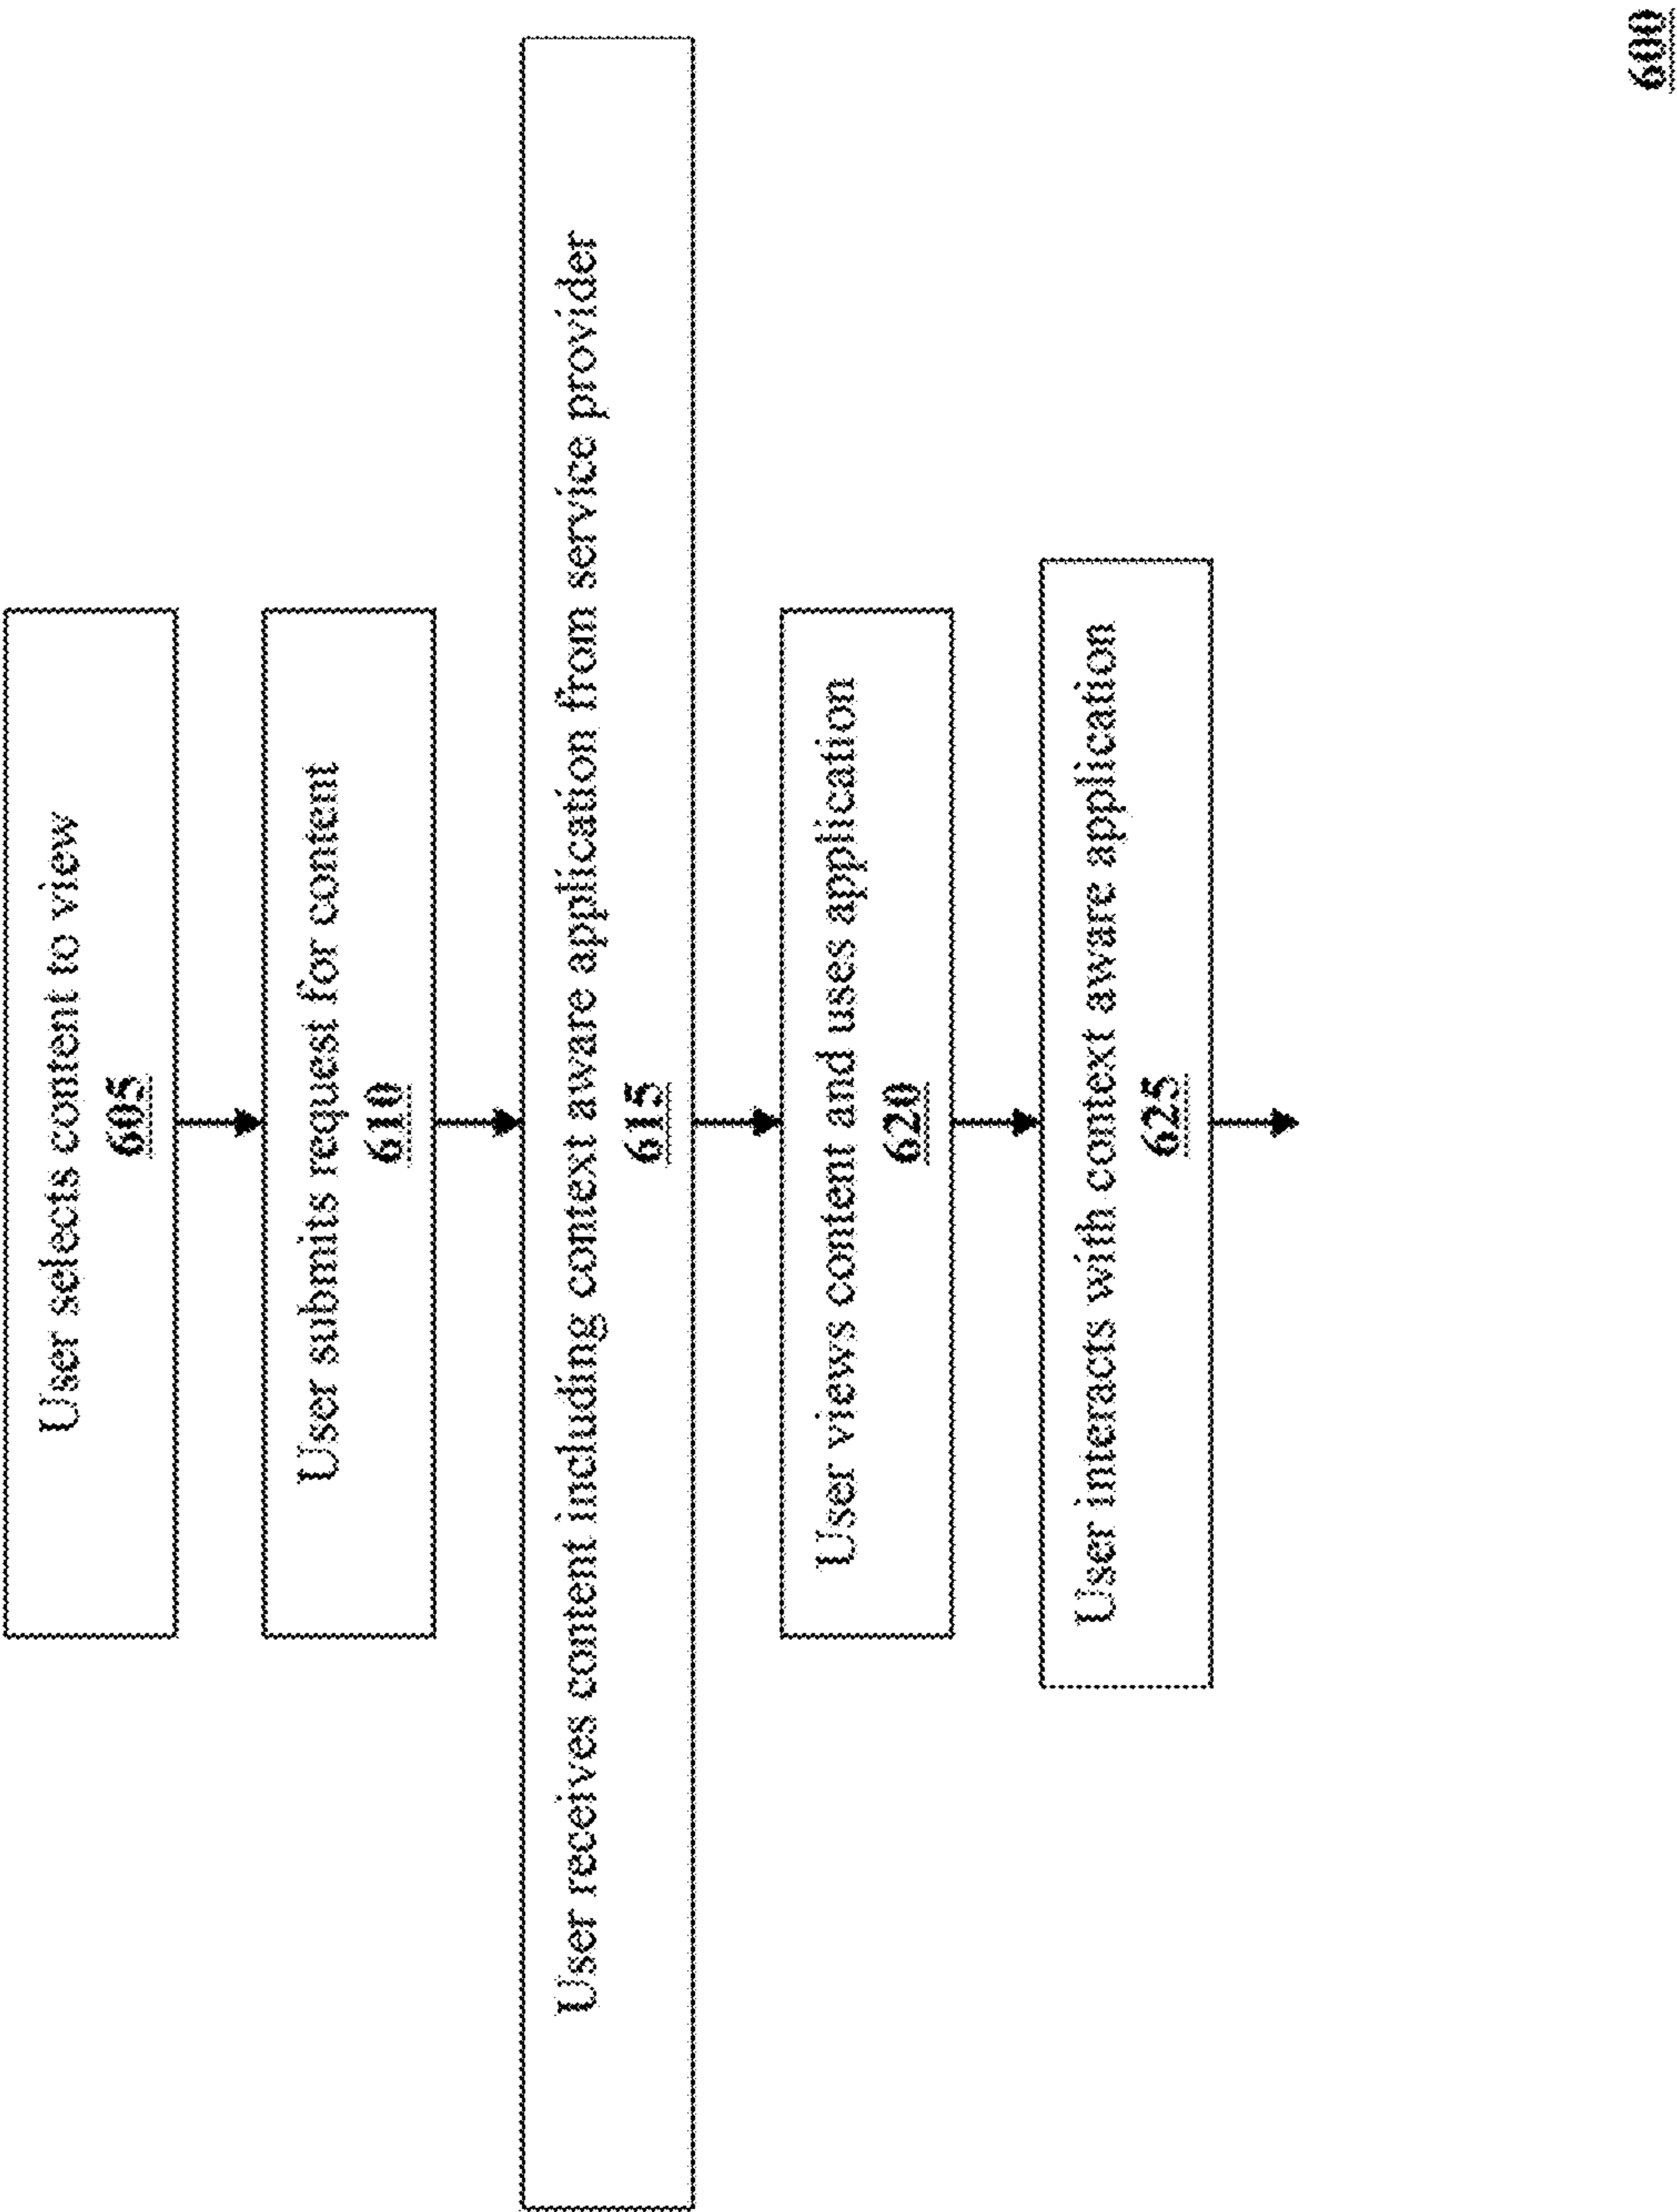 User selects content to view
605
User submits request for content
610
User receives content including context aware application from service provider
615
User views content and uses application
620
User interacts with context aware application
625
600